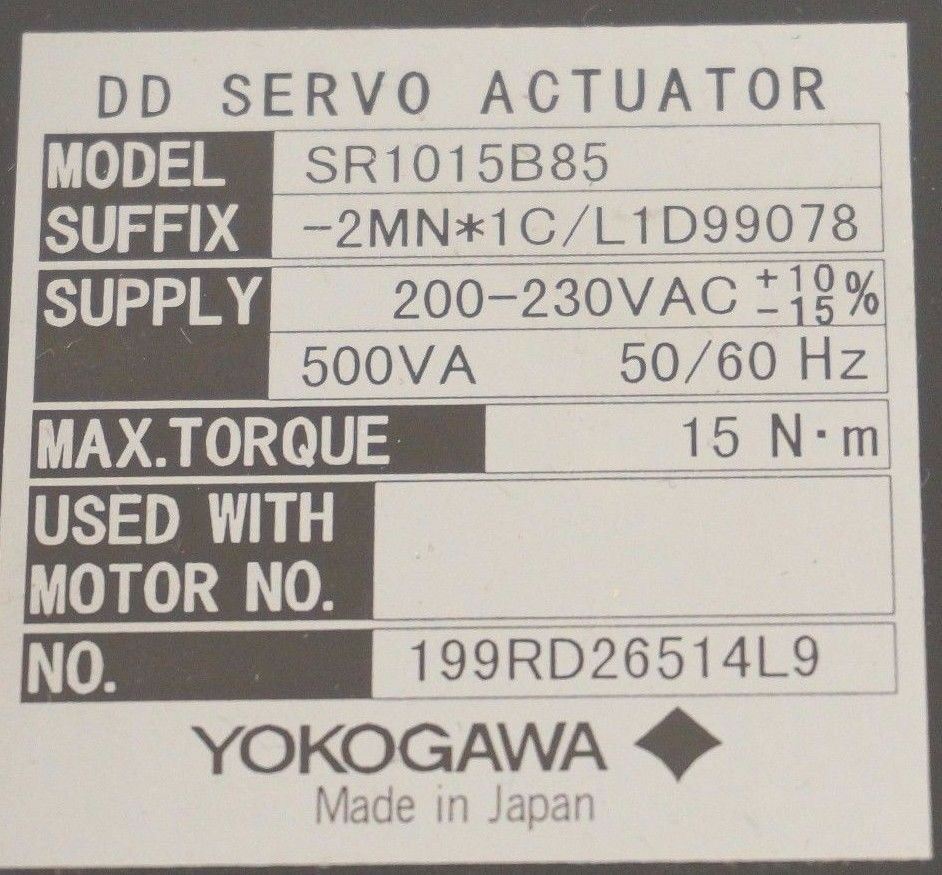 DD SERVO ACTUATOR
MODEL SR1015B85
SUFFIX -2MN*1C/L1D99078
SUPPLY 200-230VAC +10 -15 %
500VA 50/60 Hz
MAX.TORQUE 15 N·m
USED WITH
MOTOR NO.
NO. 199RD26514L9
YOKOGAWA
Made in Japan